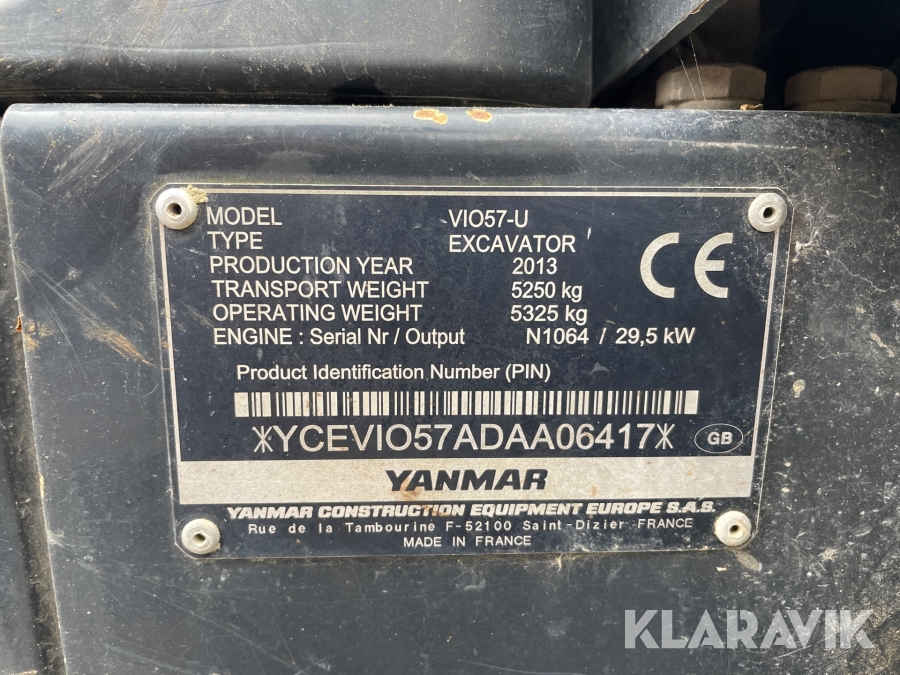 MODEL VIO57-U
TYPE EXCAVATOR
PRODUCTION YEAR 2013
TRANSPORT WEIGHT 5250 kg
OPERATING WEIGHT 5325 kg
ENGINE : Serial Nr / Output N1064 / 29,5 kW
CE
Product Identification Number (PIN)
*YCEVIO57ADAA06417*
GB
YANMAR
YANMAR CONSTRUCTION EQUIPMENT EUROPE S.A.S.
Rue de la Tambourine F-52100 Saint-Dizier FRANCE
MADE IN FRANCE
KLARAVIK